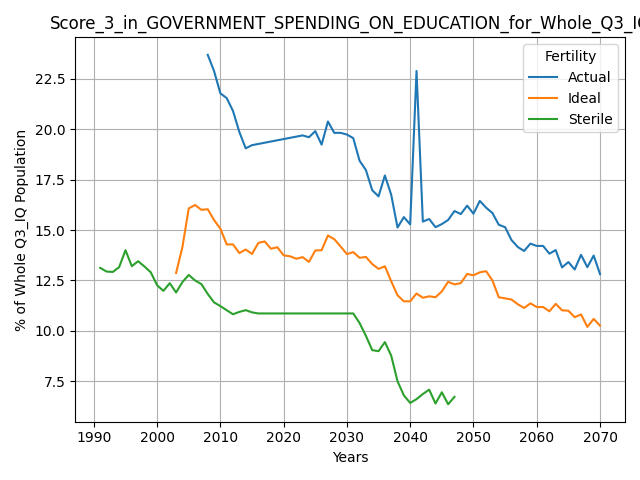 Score_3_in_GOVERNMENT_SPENDING_ON_EDUCATION_for_Whole_Q3_IQ
Fertility
Actual
Ideal
Sterile
% of Whole Q3_IQ Population
22.5
20.0
17.5
15.0
12.5
10.0
7.5
1990 2000 2010 2020 2030 2040 2050 2060 2070
Years